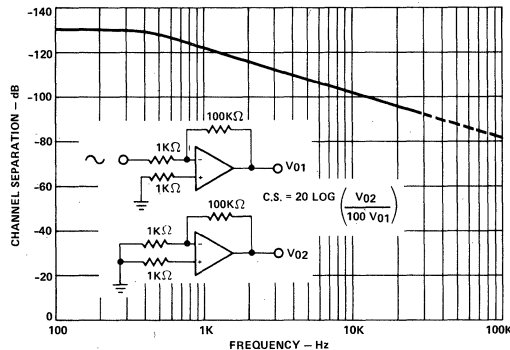 -140
-120
-100
-80
-60
-40
-20
0
CHANNEL SEPARATION – dB
100KΩ
1KΩ
1KΩ
V01
C.S. = 20 LOG (V02 / 100 V01)
100KΩ
1KΩ
1KΩ
V02
100 1K 10K 100K
FREQUENCY – Hz